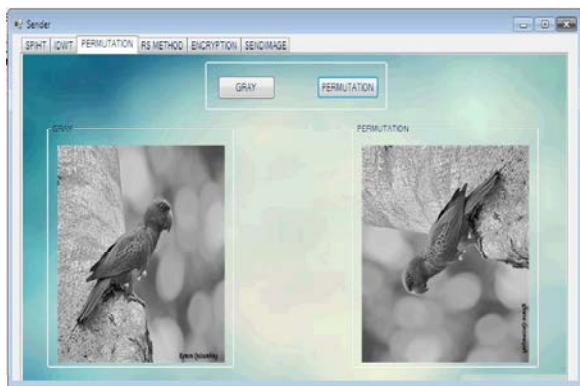 Sender
SPIHT IDWT PERMUTATION RS METHOD ENCRYPTION SENDIMAGE
GRAY PERMUTATION
GRAY PERMUTATION